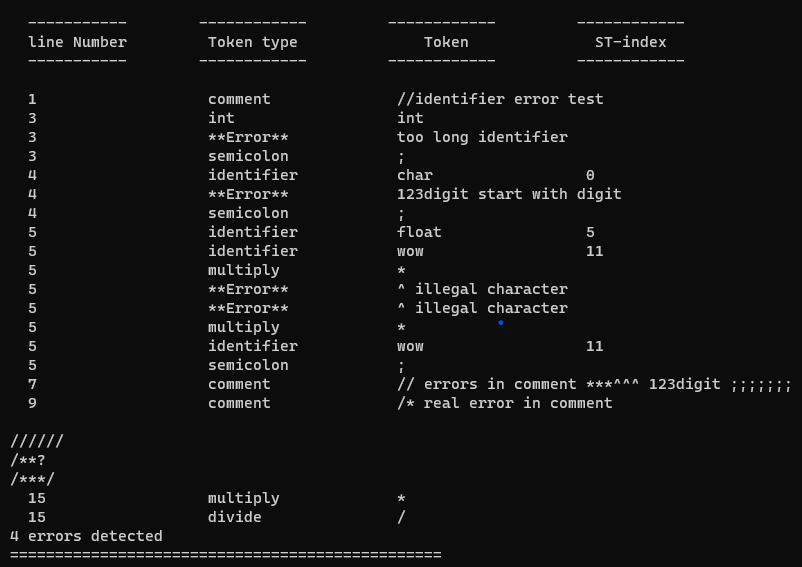 -----------        ------------         ------------         ------------
line Number         Token type              Token              ST-index
-----------        ------------         ------------         ------------
1                   comment              //identifier error test
3                   int                  int
3                   **Error**            too long identifier
3                   semicolon            ;
4                   identifier           char                 0
4                   **Error**            123digit start with digit
4                   semicolon            ;
5                   identifier           float                5
5                   identifier           wow                  11
5                   multiply             *
5                   **Error**            ^ illegal character
5                   **Error**            ^ illegal character
5                   multiply             *
5                   identifier           wow                  11
5                   semicolon            ;
7                   comment              // errors in comment ***^^^ 123digit ;;;;;;;
9                   comment              /* real error in comment
//////
/**?
/***/
15                  multiply             *
15                  divide               /
4 errors detected
================================================